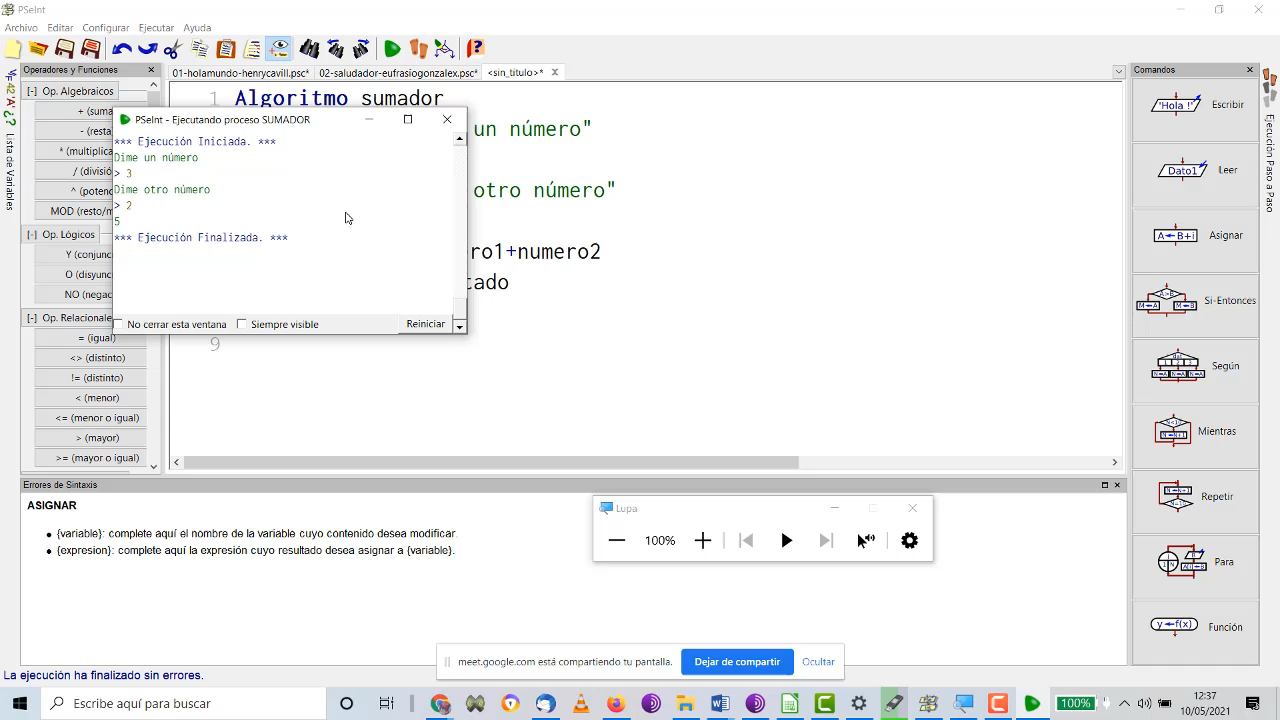 PSeInt
Archivo Editar Configurar Ejecutar Ayuda
Operadores y Funciones
01-holamundo-henrycavill.psc* 02-saludador-eufrasiogonzalex.psc* <sin_titulo>*
Comandos
[-] Op. Algebraicos
+ (suma
- (resta
* (multiplic
/ (divisió
^ (potenc
MOD (resto/m
[-] Op. Lógicos
Y (conjunc
O (disyunc
NO (negac
[-] Op. Relacionale
= (igual)
<> (distinto)
!= (distinto)
< (menor)
<= (menor o igual)
> (mayor)
>= (mayor o igual)
Lista de Variables
1 Algoritmo sumador
un número"
otro número"
ro1+numero2
tado
9
PSeInt - Ejecutando proceso SUMADOR
*** Ejecución Iniciada. ***
Dime un número
> 3
Dime otro número
> 2
5
*** Ejecución Finalizada. ***
No cerrar esta ventana Siempre visible Reiniciar
'Hola !' Escribir
Dato1 Leer
A←B+i Asignar
Si-Entonces
Según
Mientras
Repetir
Para
y←f(x) Función
Ejecución Paso a Paso
Errores de Sintaxis
ASIGNAR
{variable}: complete aquí el nombre de la variable cuyo contenido desea modificar.
{expresion}: complete aquí la expresión cuyo resultado desea asignar a {variable}.
Lupa
100%
meet.google.com está compartiendo tu pantalla. Dejar de compartir Ocultar
La ejecución ha finalizado sin errores.
Escribe aquí para buscar
100%
12:37
10/05/2021